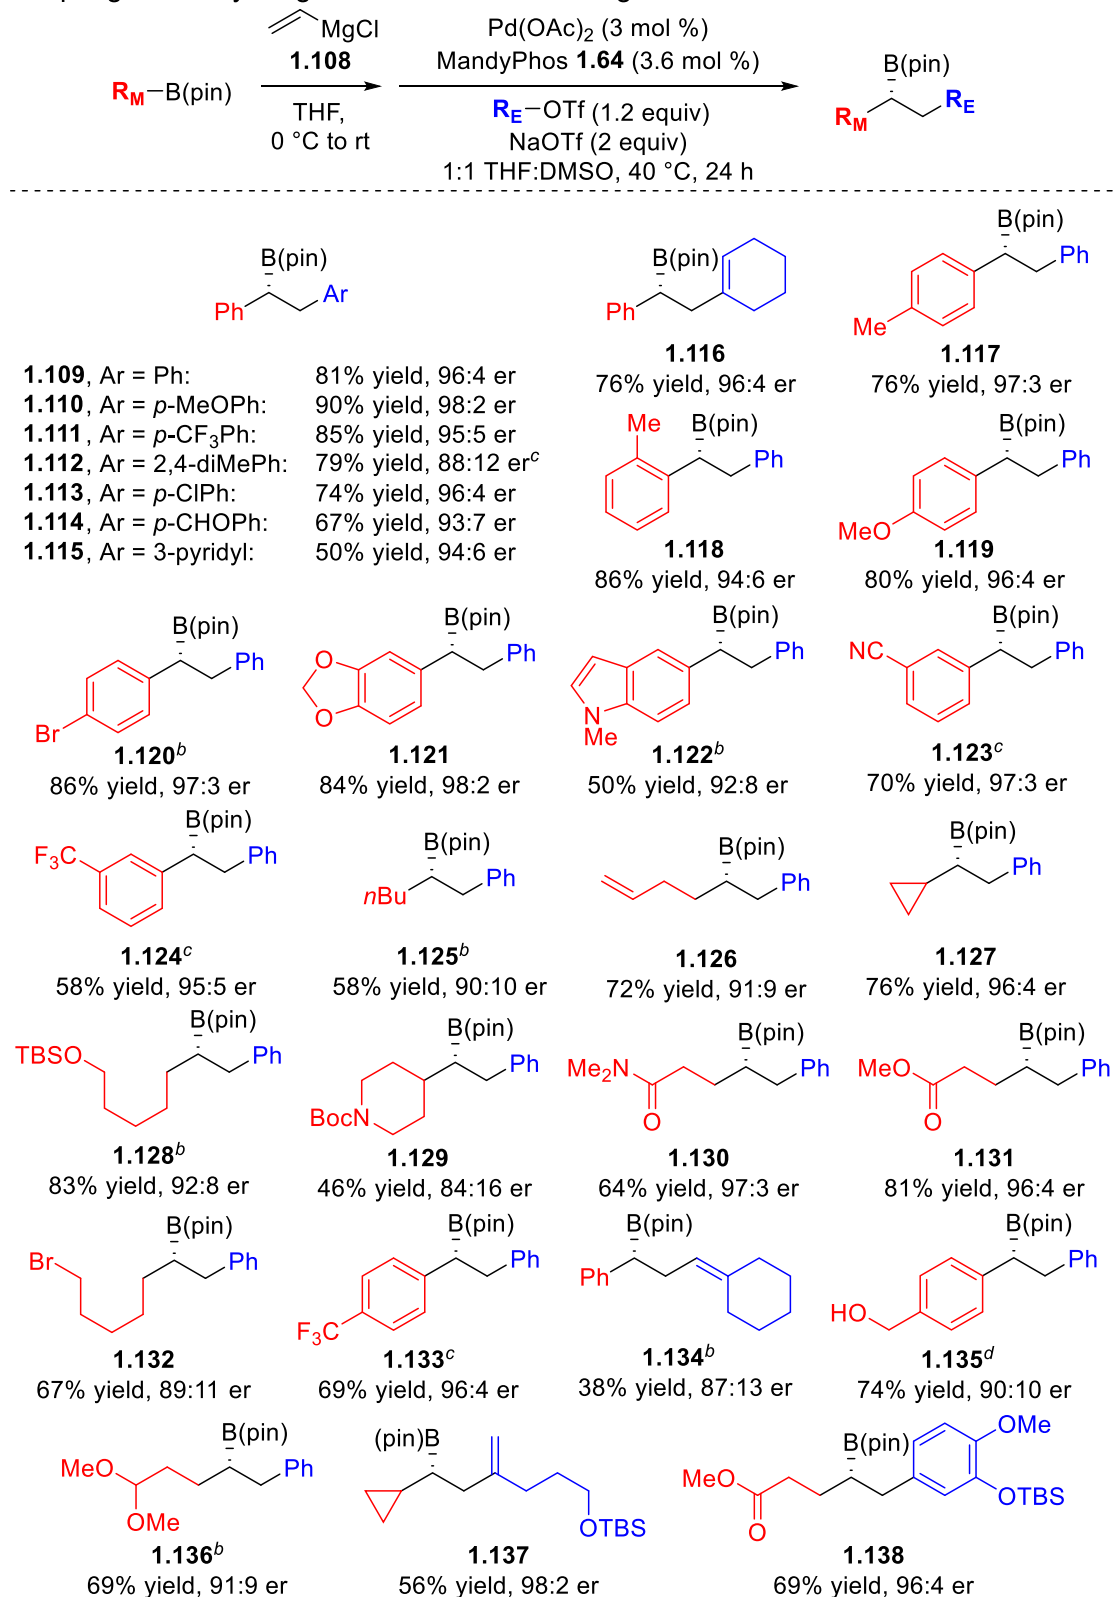 MgCl
1.108
R_M–B(pin)
THF,
0 °C to rt
Pd(OAc)2 (3 mol %)
MandyPhos 1.64 (3.6 mol %)
R_E–OTf (1.2 equiv)
NaOTf (2 equiv)
1:1 THF:DMSO, 40 °C, 24 h
B(pin)
R_M R_E
B(pin)
Ph Ar
1.109, Ar = Ph: 81% yield, 96:4 er
1.110, Ar = p-MeOPh: 90% yield, 98:2 er
1.111, Ar = p-CF3Ph: 85% yield, 95:5 er
1.112, Ar = 2,4-diMePh: 79% yield, 88:12 er^c
1.113, Ar = p-ClPh: 74% yield, 96:4 er
1.114, Ar = p-CHOPh: 67% yield, 93:7 er
1.115, Ar = 3-pyridyl: 50% yield, 94:6 er
B(pin)
Ph
1.116
76% yield, 96:4 er
B(pin)
Ph
Me
1.117
76% yield, 97:3 er
Me B(pin)
Ph
1.118
86% yield, 94:6 er
B(pin)
Ph
MeO
1.119
80% yield, 96:4 er
B(pin)
Ph
Br
1.120^b
86% yield, 97:3 er
B(pin)
O Ph
O
1.121
84% yield, 98:2 er
B(pin)
Ph
N
Me
1.122^b
50% yield, 92:8 er
B(pin)
NC Ph
1.123^c
70% yield, 97:3 er
B(pin)
F3C Ph
1.124^c
58% yield, 95:5 er
B(pin)
nBu Ph
1.125^b
58% yield, 90:10 er
B(pin)
Ph
1.126
72% yield, 91:9 er
B(pin)
Ph
1.127
76% yield, 96:4 er
B(pin)
TBSO Ph
1.128^b
83% yield, 92:8 er
B(pin)
Ph
BocN
1.129
46% yield, 84:16 er
B(pin)
Me2N Ph
O
1.130
64% yield, 97:3 er
B(pin)
MeO Ph
O
1.131
81% yield, 96:4 er
B(pin)
Br Ph
1.132
67% yield, 89:11 er
B(pin)
Ph
F3C
1.133^c
69% yield, 96:4 er
B(pin)
Ph
1.134^b
38% yield, 87:13 er
B(pin)
Ph
HO
1.135^d
74% yield, 90:10 er
B(pin)
MeO Ph
OMe
1.136^b
69% yield, 91:9 er
(pin)B
OTBS
1.137
56% yield, 98:2 er
OMe
B(pin)
MeO OTBS
O
1.138
69% yield, 96:4 er